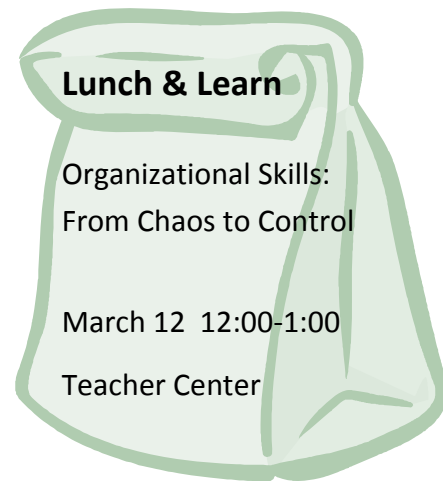 Lunch & Learn
Organizational Skills:
From Chaos to Control
March 12  12:00-1:00
Teacher Center